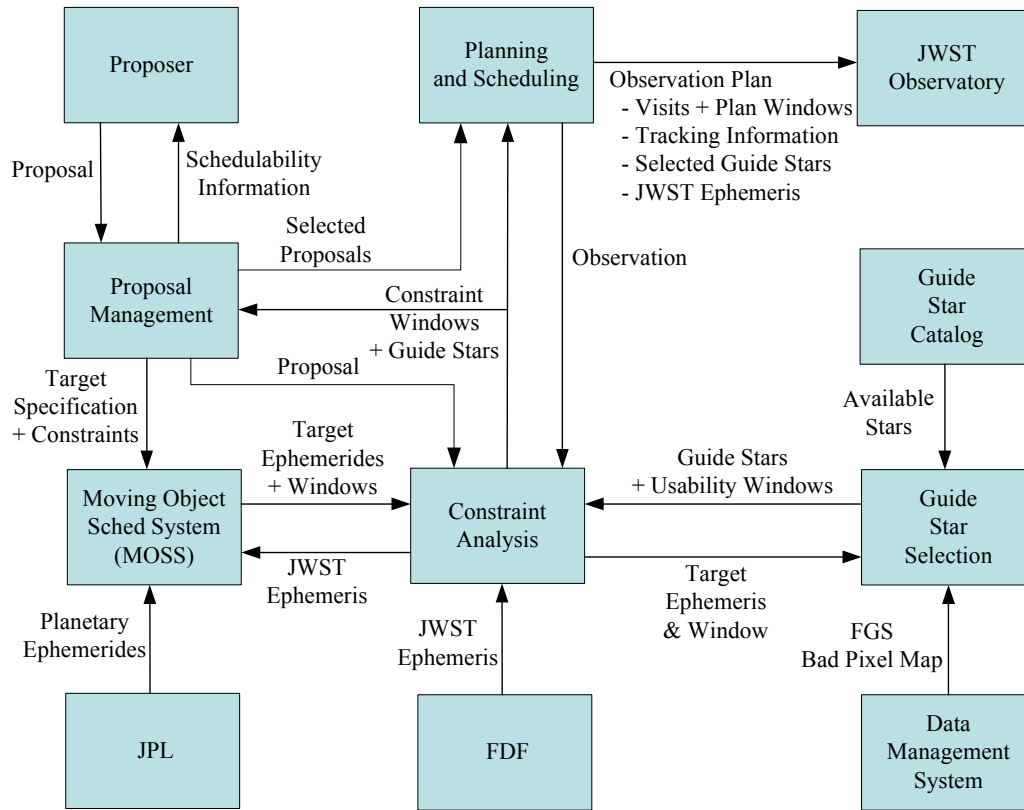 Proposer
Planning
and Scheduling
JWST
Observatory
Observation Plan
- Visits + Plan Windows
- Tracking Information
- Selected Guide Stars
- JWST Ephemeris
Proposal
Schedulability
Information
Selected
Proposals
Observation
Proposal
Management
Constraint
Windows
+ Guide Stars
Guide
Star
Catalog
Proposal
Target
Specification
+ Constraints
Available
Stars
Target
Ephemerides
+ Windows
Guide Stars
+ Usability Windows
Moving Object
Sched System
(MOSS)
Constraint
Analysis
Guide
Star
Selection
JWST
Ephemeris
Target
Ephemeris
& Window
Planetary
Ephemerides
JWST
Ephemeris
FGS
Bad Pixel Map
JPL
FDF
Data
Management
System